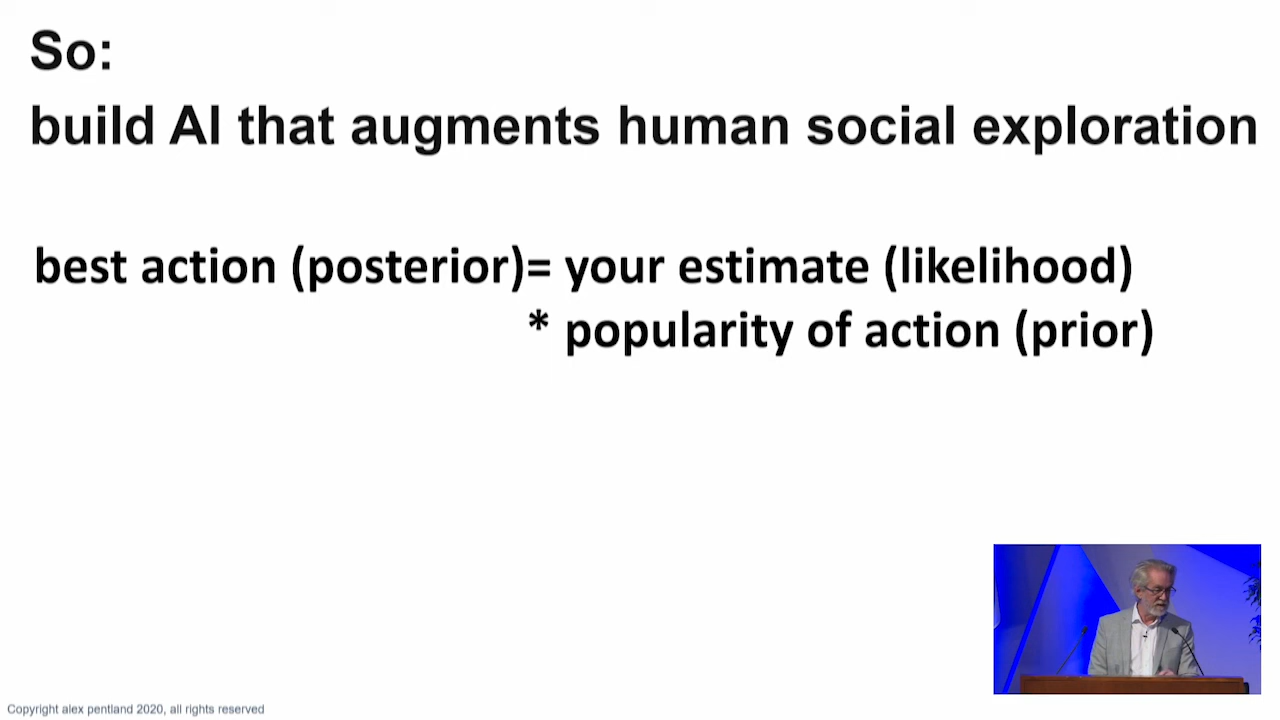 So:
build AI that augments human social exploration
best action (posterior)= your estimate (likelihood)
* popularity of action (prior)
Copyright alex pentland 2020, all rights reserved